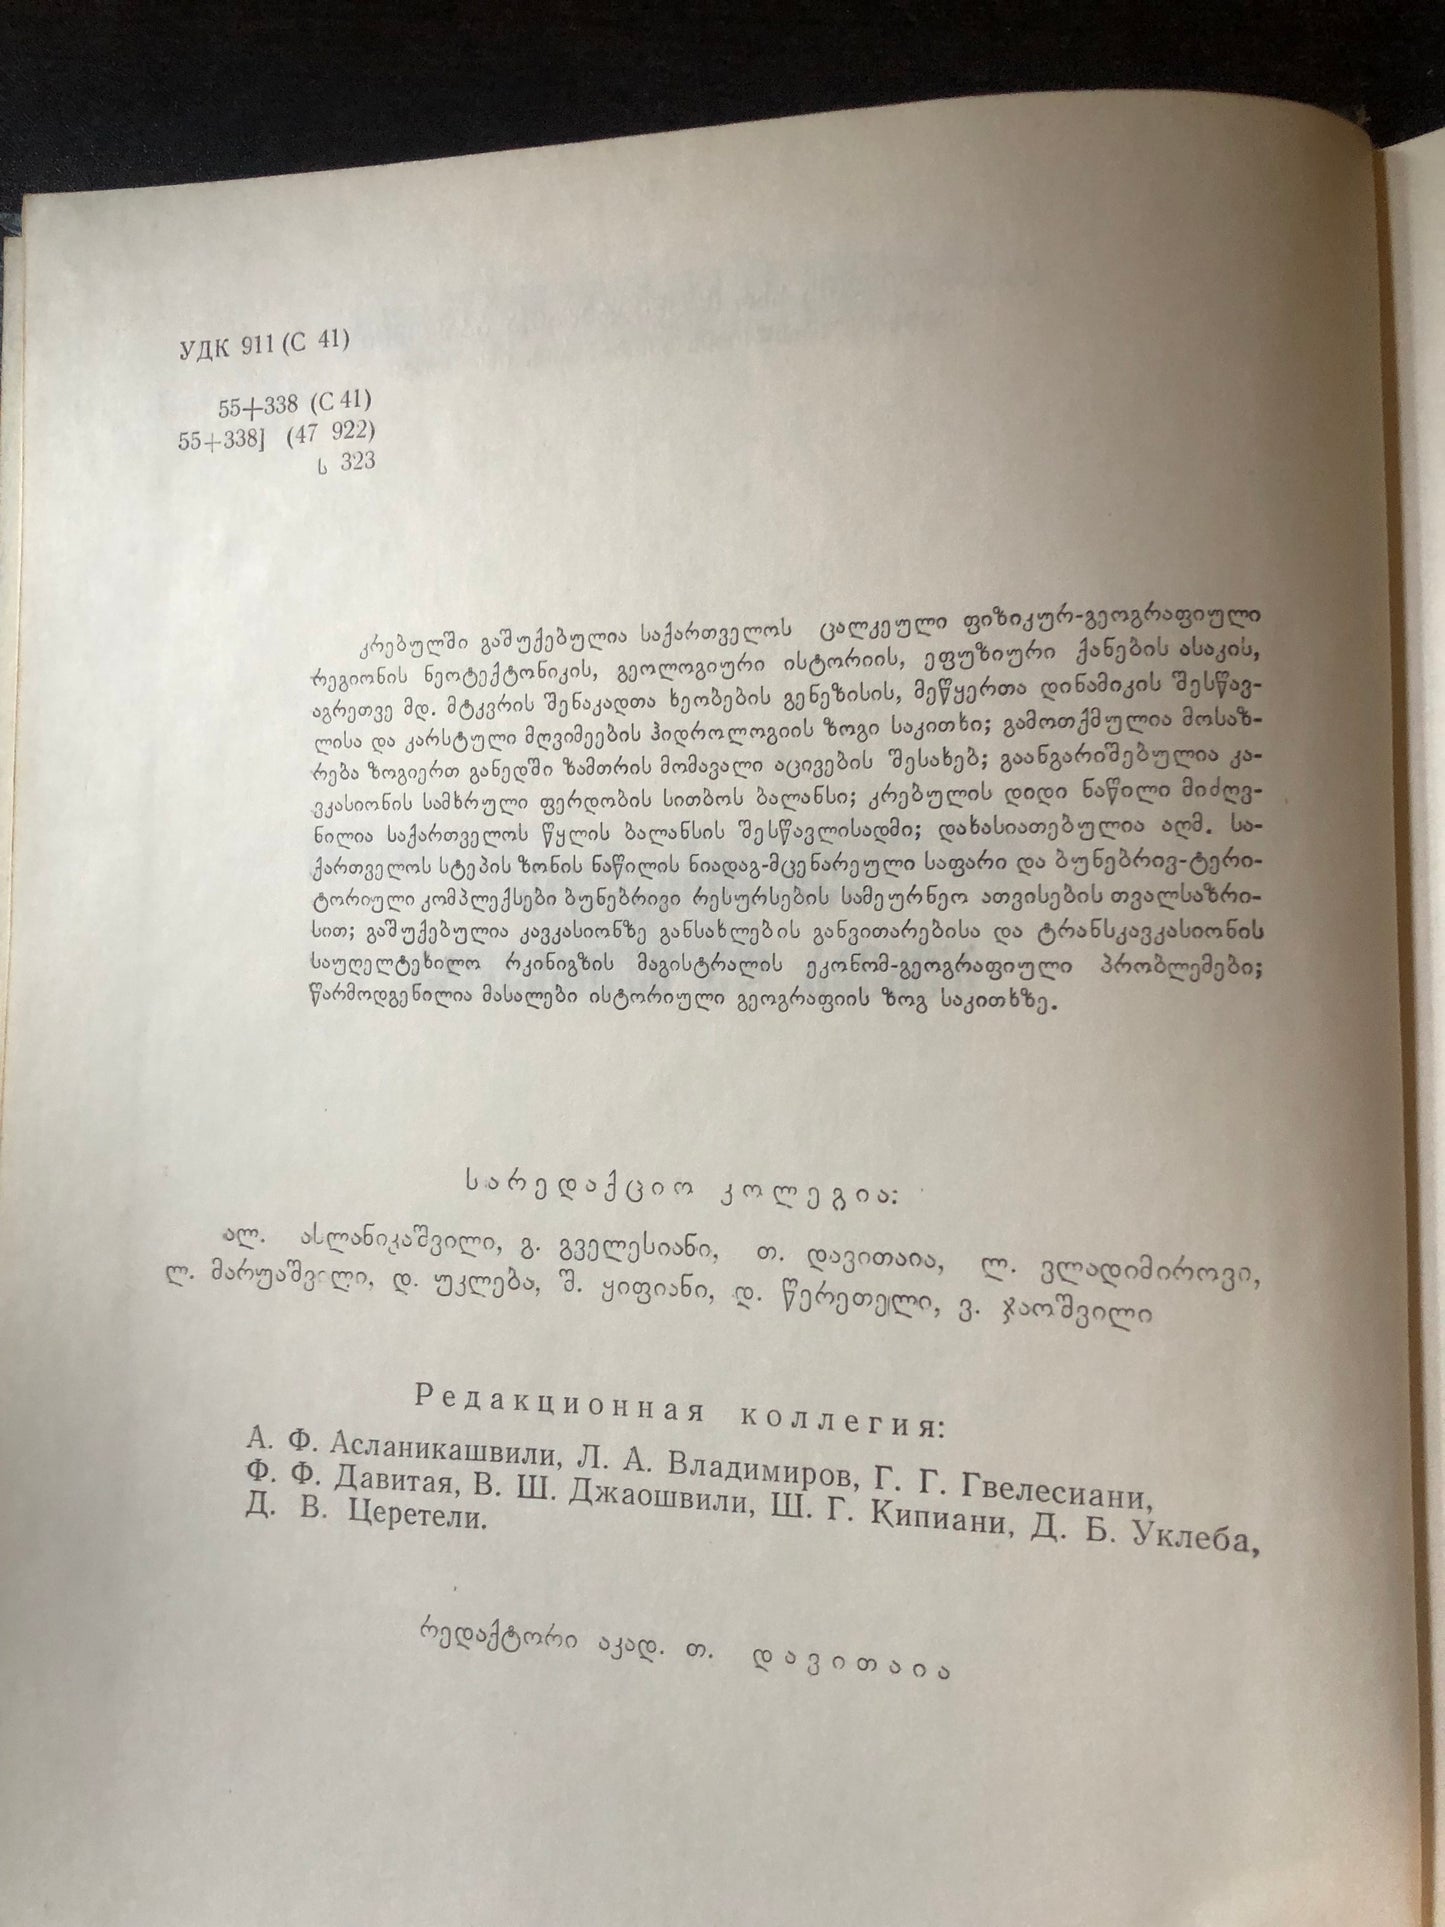 УДК 911 (С 41)
55+338 (С 41)
55+338] (47 922)
ს 323
კრებულში გაშუქებულია საქართველოს ცალკეული ფიზიკურ-გეოგრაფიული
რეგიონის ნეოტექტონიკის, გეოლოგიური ისტორიის, ეფუზიური ქანების ასაკის,
აგრეთვე მდ. მტკვრის შენაკადთა ხეობების გენეზისის, მეწყერთა დინამიკის შესწავ-
ლისა და კარსტული მღვიმეების ჰიდროლოგიის ზოგი საკითხი; გამოთქმულია მოსაზ-
რება ზოგიერთ განედში ზამთრის მომავალი აცივების შესახებ; გაანგარიშებულია კა-
ვკასიონის სამხრული ფერდობის სითბოს ბალანსი; კრებულის დიდი ნაწილი მიძღვ-
ნილია საქართველოს წყლის ბალანსის შესწავლისადმი; დახასიათებულია აღმ. სა-
ქართველოს სტეპის ზონის ნაწილის ნიადაგ-მცენარეული საფარი და ბუნებრივ-ტერი-
ტორიული კომპლექსები ბუნებრივი რესურსების სამეურნეო ათვისების თვალსაზრი-
სით; გაშუქებულია კავკასიონზე განსახლების განვითარებისა და ტრანსკავკასიონის
საუღელტეხილო რკინიგზის მაგისტრალის ეკონომ-გეოგრაფიული პრობლემები;
წარმოდგენილია მასალები ისტორიული გეოგრაფიის ზოგ საკითხზე.
სარედაქციო კოლეგია:
ალ. ასლანიკაშვილი, გ. გველესიანი, თ. დავითაია, ლ. ვლადიმიროვი,
ლ. მარუაშვილი, დ. უკლება, შ. ყიფიანი, დ. წერეთელი, ვ. ჯაოშვილი
Редакционная коллегия:
А. Ф. Асланикашвили, Л. А. Владимиров, Г. Г. Гвелесиани,
Ф. Ф. Давитая, В. Ш. Джаошвили, Ш. Г. Кипиани, Д. Б. Уклеба,
Д. В. Церетели.
რედაქტორი აკად. თ. დავითაია